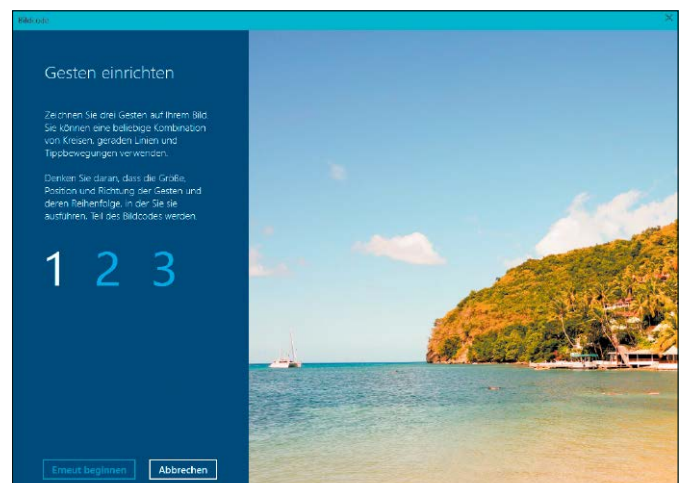 Bildcode
Gesten einrichten
Zeichnen Sie drei Gesten auf Ihrem Bild.
Sie können eine beliebige Kombination
von Kreisen, geraden Linien und
Tippbewegungen verwenden.
Denken Sie daran, dass die Größe,
Position und Richtung der Gesten und
deren Reihenfolge, in der Sie sie
ausführen, Teil des Bildcodes werden.
1 2 3
Erneut beginnen Abbrechen